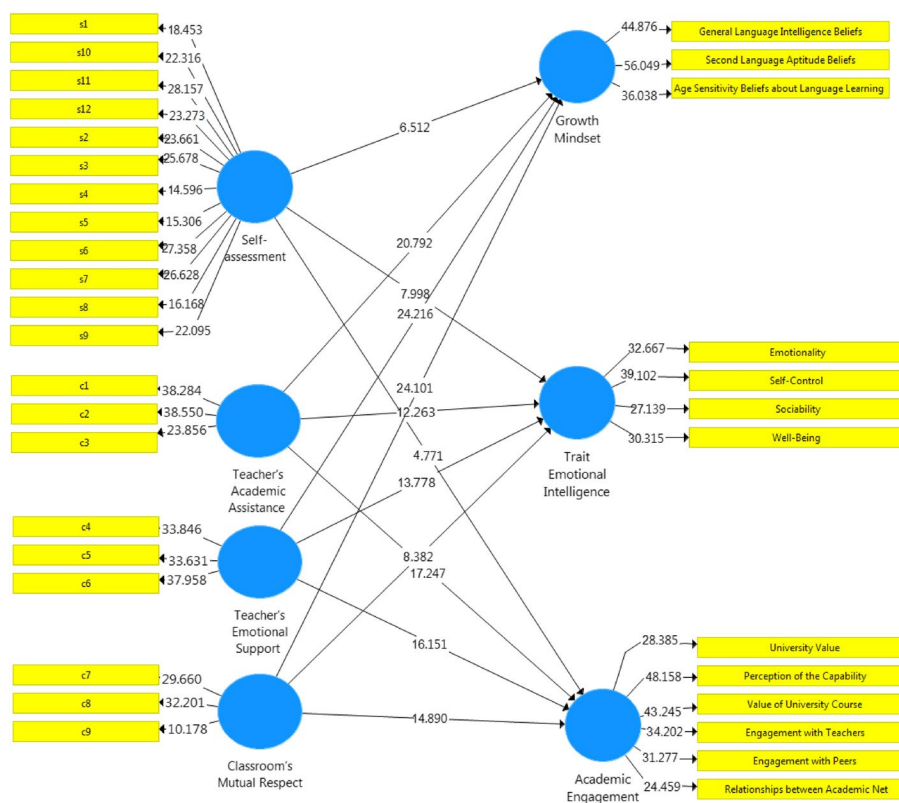 s1
s10
s11
s12
s2
s3
s4
s5
s6
s7
s8
s9
18.453
22.316
28.157
23.273
23.661
25.678
14.596
15.306
27.358
26.628
16.168
22.095
Self-
assessment
c1
c2
c3
38.284
38.550
23.856
Teacher's
Academic
Assistance
c4
c5
c6
33.846
33.631
37.958
Teacher's
Emotional
Support
c7
c8
c9
29.660
32.201
10.178
Classroom's
Mutual Respect
6.512
20.792
7.998
24.216
24.101
12.263
4.771
13.778
8.382
17.247
16.151
14.890
Growth
Mindset
44.876
56.049
36.038
General Language Intelligence Beliefs
Second Language Aptitude Beliefs
Age Sensitivity Beliefs about Language Learning
Trait
Emotional
Intelligence
32.667
39.102
27.139
30.315
Emotionality
Self-Control
Sociability
Well-Being
Academic
Engagement
28.385
48.158
43.245
34.202
31.277
24.459
University Value
Perception of the Capability
Value of University Course
Engagement with Teachers
Engagement with Peers
Relationships between Academic Net